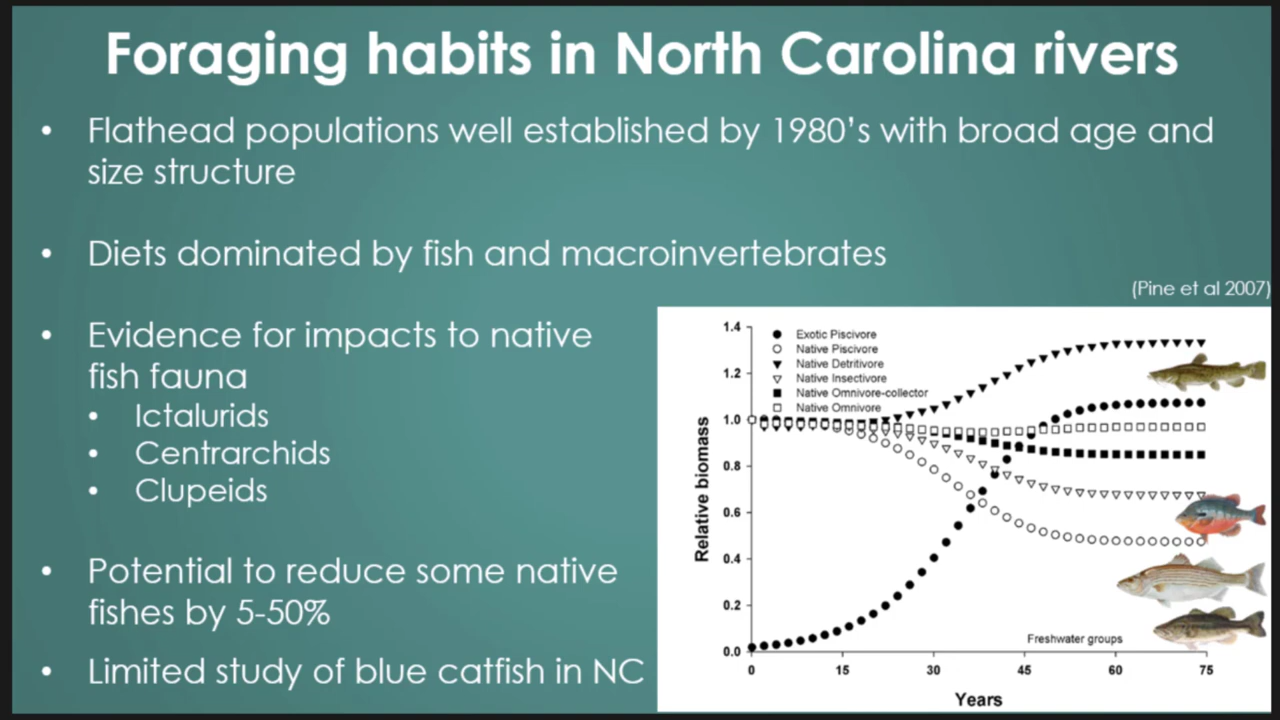 Foraging habits in North Carolina rivers
• Flathead populations well established by 1980's with broad age and
size structure
• Diets dominated by fish and macroinvertebrates
(Pine et al 2007)
• Evidence for impacts to native
fish fauna
• Ictalurids
• Centrarchids
• Clupeids
• Potential to reduce some native
fishes by 5-50%
• Limited study of blue catfish in NC
Exotic Piscivore
Native Piscivore
Native Detritivore
Native Insectivore
Native Omnivore-collector
Native Omnivore
Relative biomass
1.4
1.2
1.0
0.8
0.6
0.4
0.2
0.0
Freshwater groups
0 15 30 45 60 75
Years